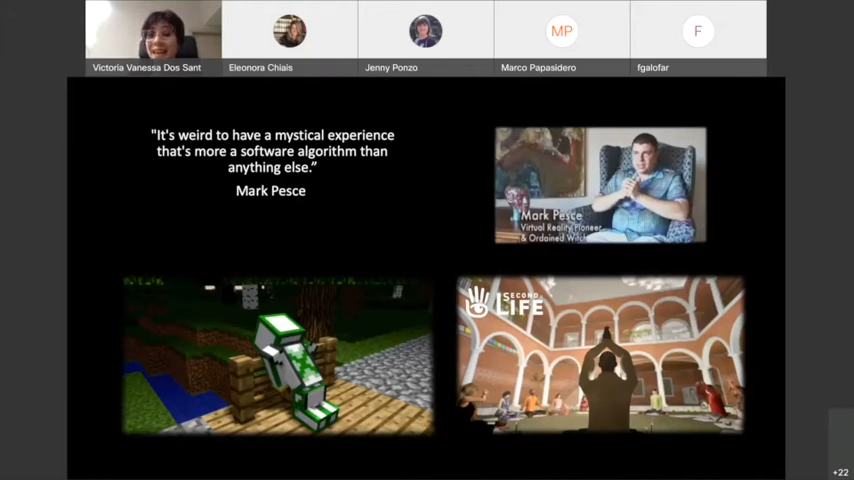 MP
F
Victoria Vanessa Dos Sant
Eleonora Chiais
Jenny Ponzo
Marco Papasidero
fgalofar
"It's weird to have a mystical experience
that's more a software algorithm than
anything else.”
Mark Pesce
Mark Pesce
Virtual Reality Pioneer
& Ordained Witch
SECOND
LIFE
+22